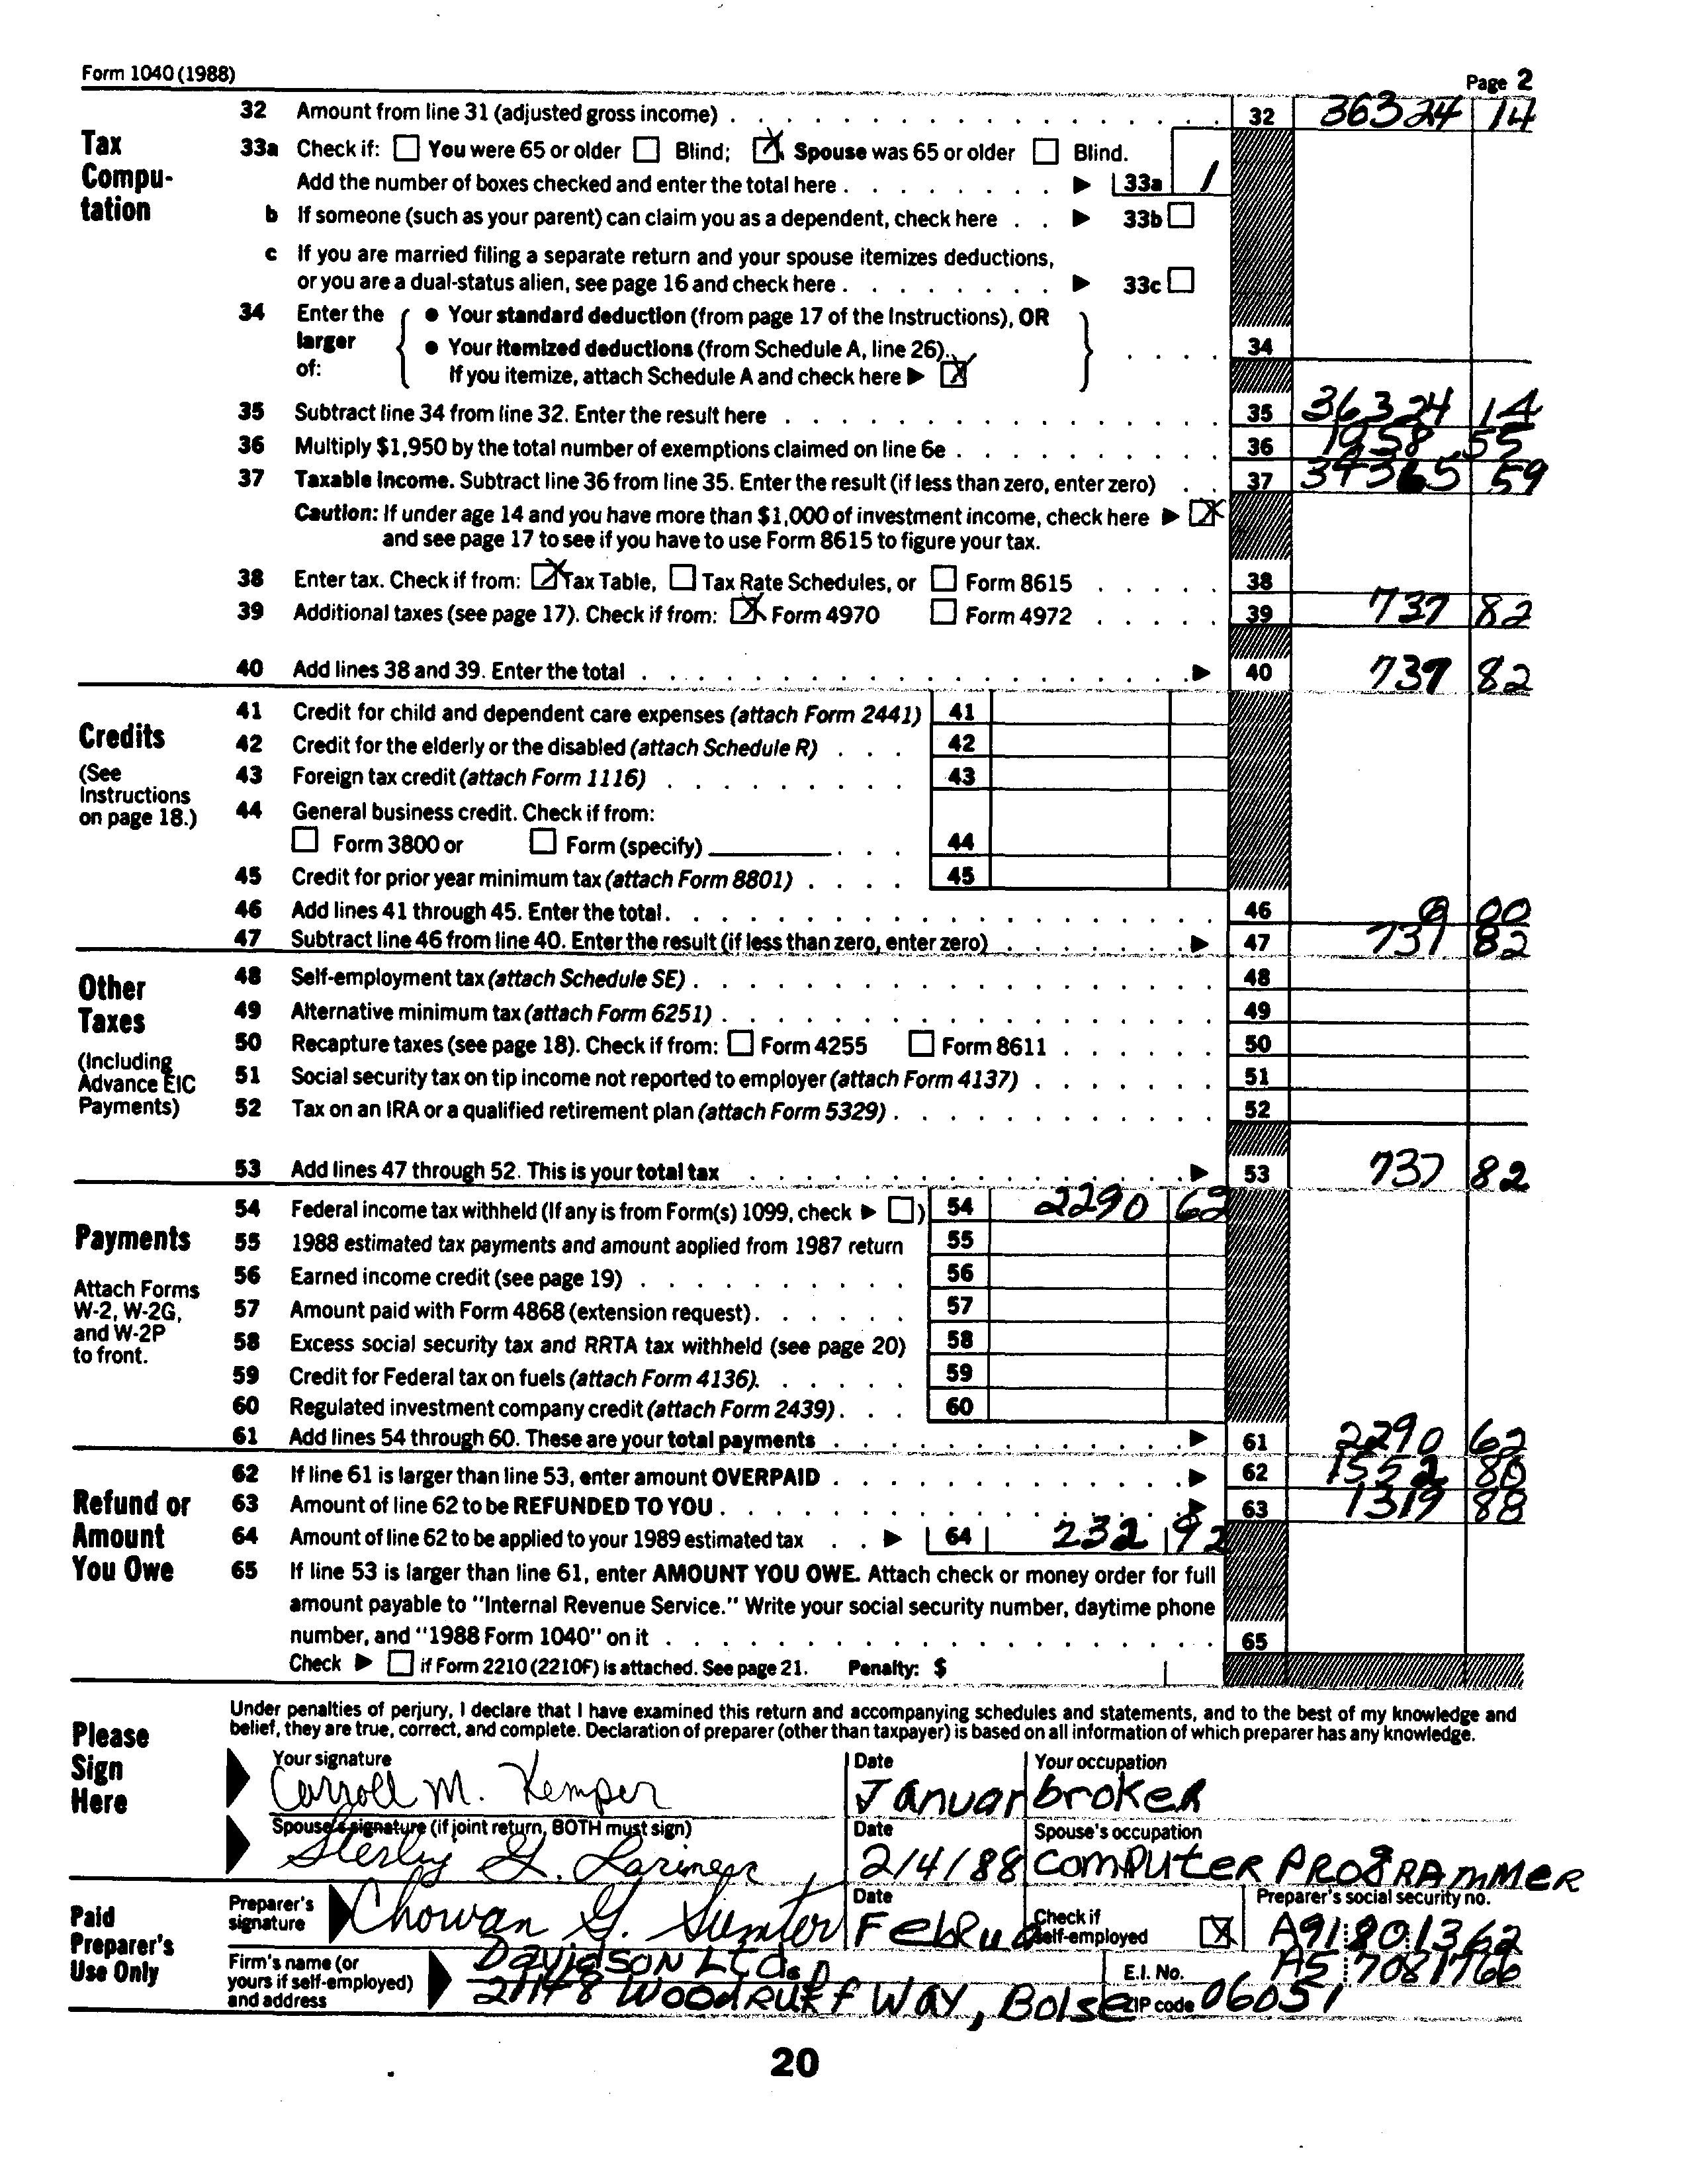 Form 1040 (1988)
Page 2
Tax Compu-tation
32 Amount from line 31 (adjusted gross income) . . . 32 36324 14
33a Check if: ☐ You were 65 or older ☐ Blind; ☒ Spouse was 65 or older ☐ Blind.
Add the number of boxes checked and enter the total here . . . ▶ 33a 1
b If someone (such as your parent) can claim you as a dependent, check here . . ▶ 33b ☐
c If you are married filing a separate return and your spouse itemizes deductions,
or you are a dual-status alien, see page 16 and check here . . . ▶ 33c ☐
34 Enter the larger of: { ● Your standard deduction (from page 17 of the Instructions), OR
● Your itemized deductions (from Schedule A, line 26).
If you itemize, attach Schedule A and check here ▶ ☒ } . . . . 34
35 Subtract line 34 from line 32. Enter the result here . . . 35 36324 14
36 Multiply $1,950 by the total number of exemptions claimed on line 6e . . . 36 1958 55
37 Taxable income. Subtract line 36 from line 35. Enter the result (if less than zero, enter zero) . . 37 34365 59
Caution: If under age 14 and you have more than $1,000 of investment income, check here ▶ ☒
and see page 17 to see if you have to use Form 8615 to figure your tax.
38 Enter tax. Check if from: ☒ Tax Table, ☐ Tax Rate Schedules, or ☐ Form 8615 . . . . . 38
39 Additional taxes (see page 17). Check if from: ☒ Form 4970 ☐ Form 4972 . . . . . 39 737 82
40 Add lines 38 and 39. Enter the total . . . ▶ 40 737 82
Credits
(See Instructions on page 18.)
41 Credit for child and dependent care expenses (attach Form 2441) 41
42 Credit for the elderly or the disabled (attach Schedule R) . . . 42
43 Foreign tax credit (attach Form 1116) . . . 43
44 General business credit. Check if from:
☐ Form 3800 or ☐ Form (specify) . . . 44
45 Credit for prior year minimum tax (attach Form 8801) . . . . 45
46 Add lines 41 through 45. Enter the total . . . 46 0 00
47 Subtract line 46 from line 40. Enter the result (if less than zero, enter zero) . . . ▶ 47 737 82
Other Taxes
(Including Advance EIC Payments)
48 Self-employment tax (attach Schedule SE) . . . 48
49 Alternative minimum tax (attach Form 6251) . . . 49
50 Recapture taxes (see page 18). Check if from: ☐ Form 4255 ☐ Form 8611 . . . 50
51 Social security tax on tip income not reported to employer (attach Form 4137) . . . 51
52 Tax on an IRA or a qualified retirement plan (attach Form 5329) . . . 52
53 Add lines 47 through 52. This is your total tax . . . ▶ 53 737 82
Payments
Attach Forms W-2, W-2G, and W-2P to front.
54 Federal income tax withheld (If any is from Form(s) 1099, check ▶ ☐) 54 2290 62
55 1988 estimated tax payments and amount applied from 1987 return 55
56 Earned income credit (see page 19) . . . 56
57 Amount paid with Form 4868 (extension request) . . . 57
58 Excess social security tax and RRTA tax withheld (see page 20) 58
59 Credit for Federal tax on fuels (attach Form 4136) . . . 59
60 Regulated investment company credit (attach Form 2439) . . . 60
61 Add lines 54 through 60. These are your total payments . . . ▶ 61 2290 62
Refund or Amount You Owe
62 If line 61 is larger than line 53, enter amount OVERPAID . . . ▶ 62 1552 80
63 Amount of line 62 to be REFUNDED TO YOU . . . ▶ 63 1319 88
64 Amount of line 62 to be applied to your 1989 estimated tax . . ▶ 64 232 92
65 If line 53 is larger than line 61, enter AMOUNT YOU OWE. Attach check or money order for full
amount payable to "Internal Revenue Service." Write your social security number, daytime phone
number, and "1988 Form 1040" on it . . . 65
Check ▶ ☐ if Form 2210 (2210F) is attached. See page 21. Penalty: $
Please Sign Here
Under penalties of perjury, I declare that I have examined this return and accompanying schedules and statements, and to the best of my knowledge and
belief, they are true, correct, and complete. Declaration of preparer (other than taxpayer) is based on all information of which preparer has any knowledge.
Your signature Date Your occupation
Carroll M. Kemper Januar broker
Spouse's signature (if joint return, BOTH must sign) Date Spouse's occupation
G. 2/4/88 computer programmer
Paid Preparer's Use Only
Preparer's signature Chowan G. Sumter Date Februa Check if self-employed ☒ Preparer's social security no. A91 80 1362
Firm's name (or yours if self-employed) and address Davidson Ltd. E.I. No. A5 7081766
21148 Woodruff Way, Boise ZIP code 06051
20